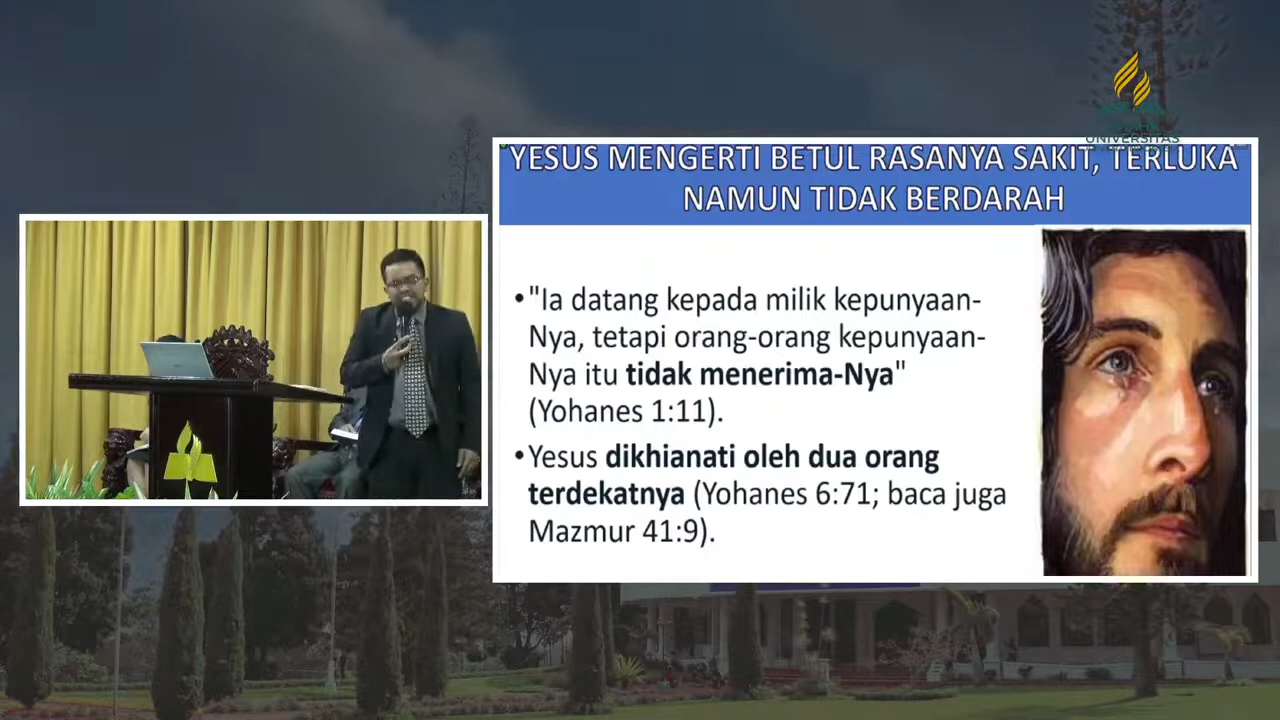 UNIVERSITAS
YESUS MENGERTI BETUL RASANYA SAKIT, TERLUKA
NAMUN TIDAK BERDARAH
•"Ia datang kepada milik kepunyaan-
Nya, tetapi orang-orang kepunyaan-
Nya itu tidak menerima-Nya"
(Yohanes 1:11).
•Yesus dikhianati oleh dua orang
terdekatnya (Yohanes 6:71; baca juga
Mazmur 41:9).